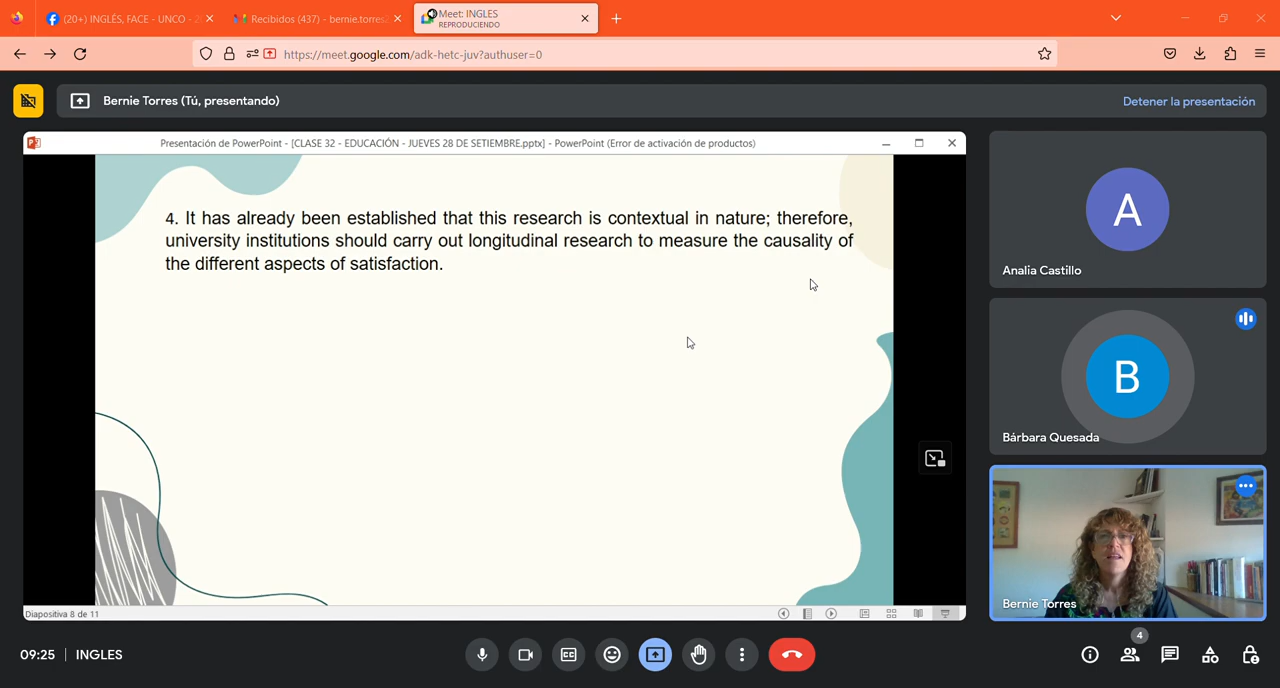 (20+) INGLÉS, FACE - UNCO - 2
Recibidos (437) - bernie.torres
Meet: INGLES
REPRODUCIENDO
https://meet.google.com/adk-hetc-juv?authuser=0
Bernie Torres (Tú, presentando)
Detener la presentación
Presentación de PowerPoint - [CLASE 32 - EDUCACIÓN - JUEVES 28 DE SETIEMBRE.pptx] - PowerPoint (Error de activación de productos)
4. It has already been established that this research is contextual in nature; therefore,
university institutions should carry out longitudinal research to measure the causality of
the different aspects of satisfaction.
A
Analia Castillo
B
Bárbara Quesada
Bernie Torres
Diapositiva 8 de 11
09:25 | INGLES
4